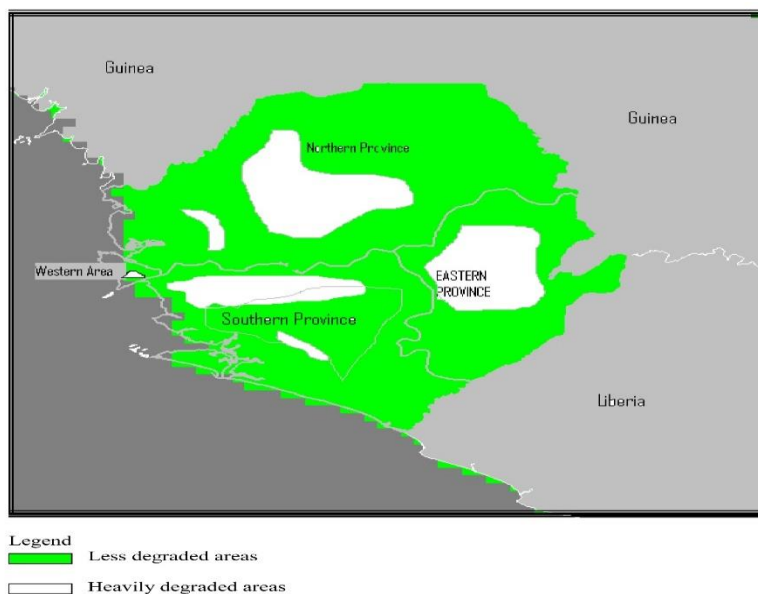 Guinea
Guinea
Northern Province
Western Area
EASTERN
PROVINCE
Southern Province
Liberia
Legend
Less degraded areas
Heavily degraded areas